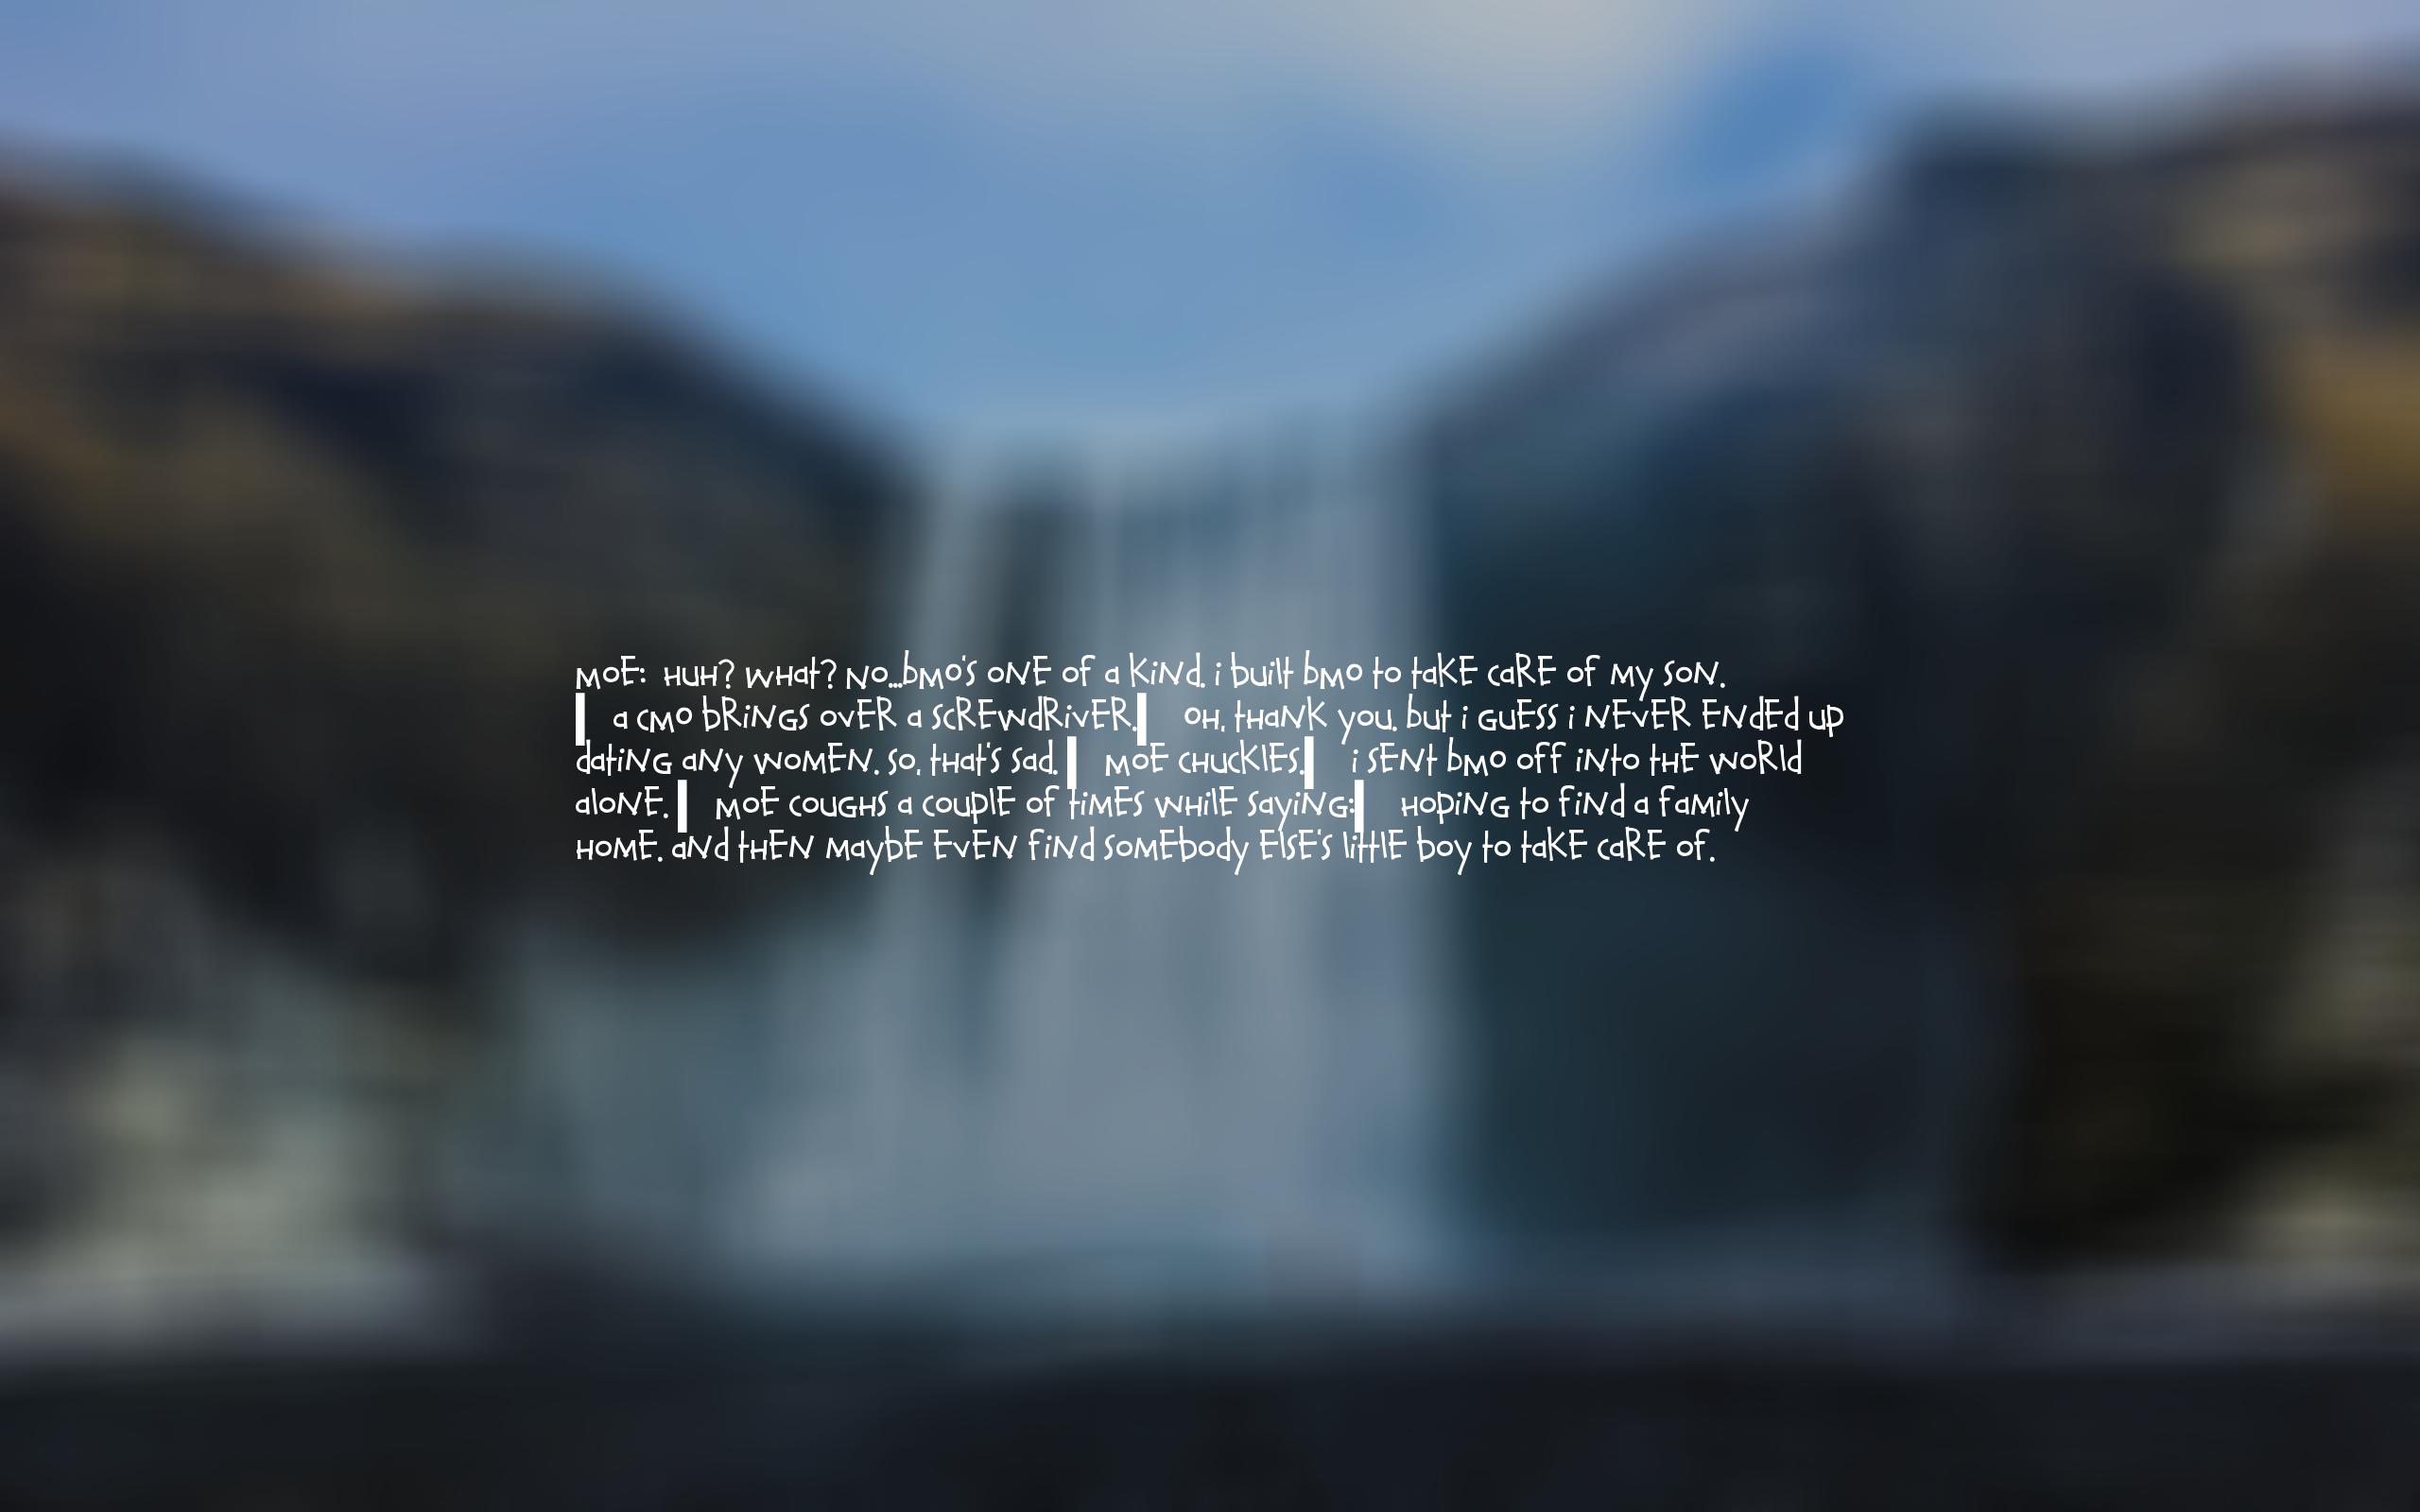 MOE: HUH? WHat? NO...bMO's ONE of a KiNd. i built bMO to taKE caRE of My SON.
▌ a CMO bRiNGS OVER a SCREWdRiVER.▌ OH, tHaNK you, but i GuESS i NEVER ENdEd up
datiNG aNy WOMEN. So, tHat's Sad. ▌ MOE CHucKlES.▌ i SENt bMO off iNto tHE WORld
aloNE. ▌ MOE COuGHS a COuplE of tiMES WHilE SayiNG:▌ HopiNG to fiNd a faMily
HoME. aNd tHEN MaybE EVEN fiNd SoMEbody ElSE's littlE boy to taKE caRE of.